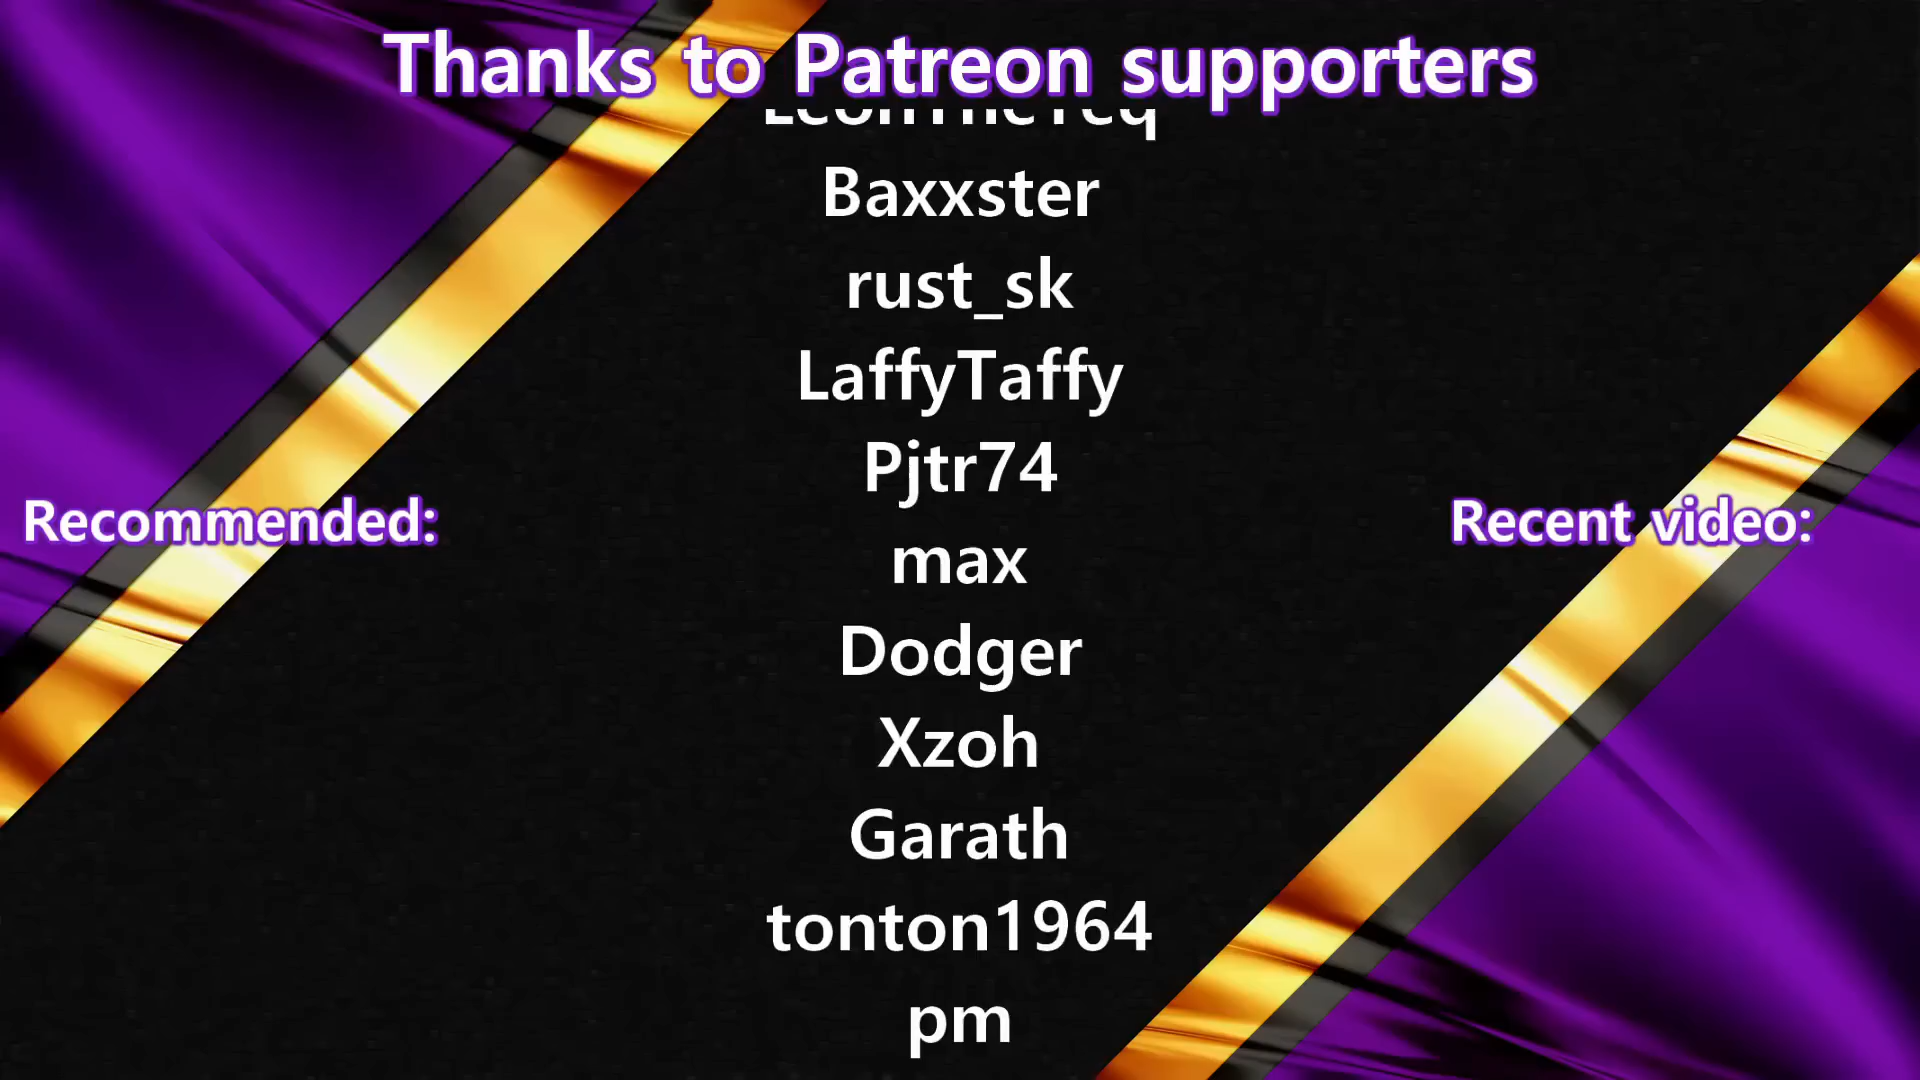 Thanks to Patreon supporters
Baxxster
rust_sk
LaffyTaffy
Pjtr74
Recommended:
Recent video:
max
Dodger
Xzoh
Garath
tonton1964
pm